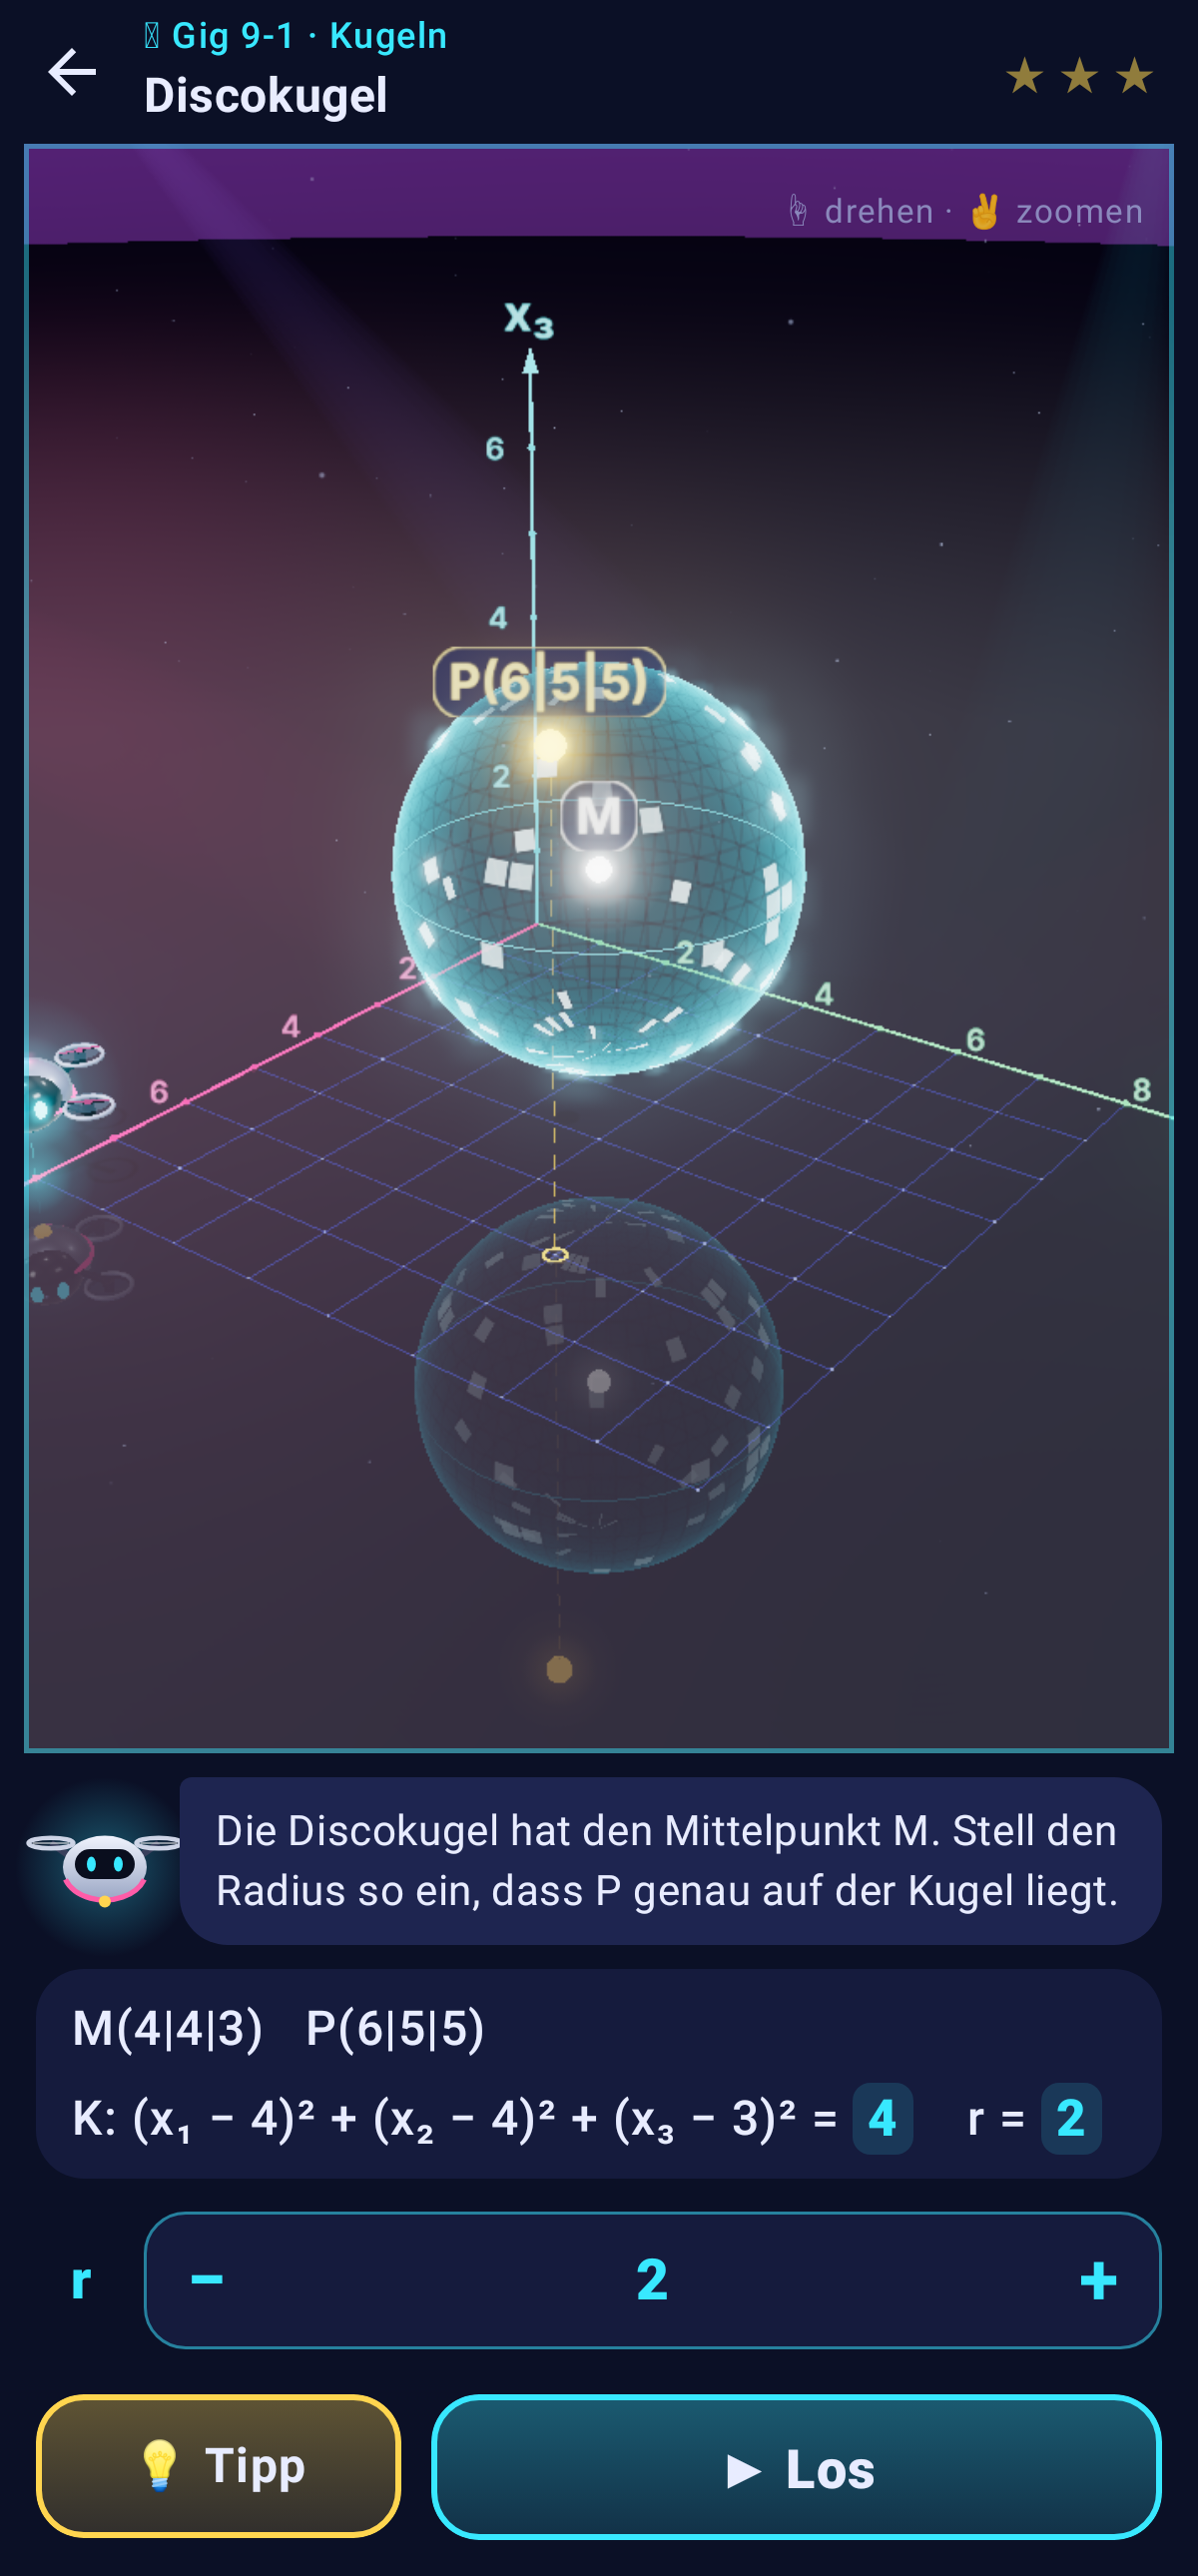 Gig 9-1 · Kugeln
Discokugel
★ ★ ★
☝ drehen · ✌ zoomen
x₃
6
4
P(6|5|5)
2
M
2
2
4
4
6
6
8
Die Discokugel hat den Mittelpunkt M. Stell den
Radius so ein, dass P genau auf der Kugel liegt.
M(4|4|3) P(6|5|5)
K: (x₁ − 4)² + (x₂ − 4)² + (x₃ − 3)² = 4 r = 2
r − 2 +
💡 Tipp
▶ Los